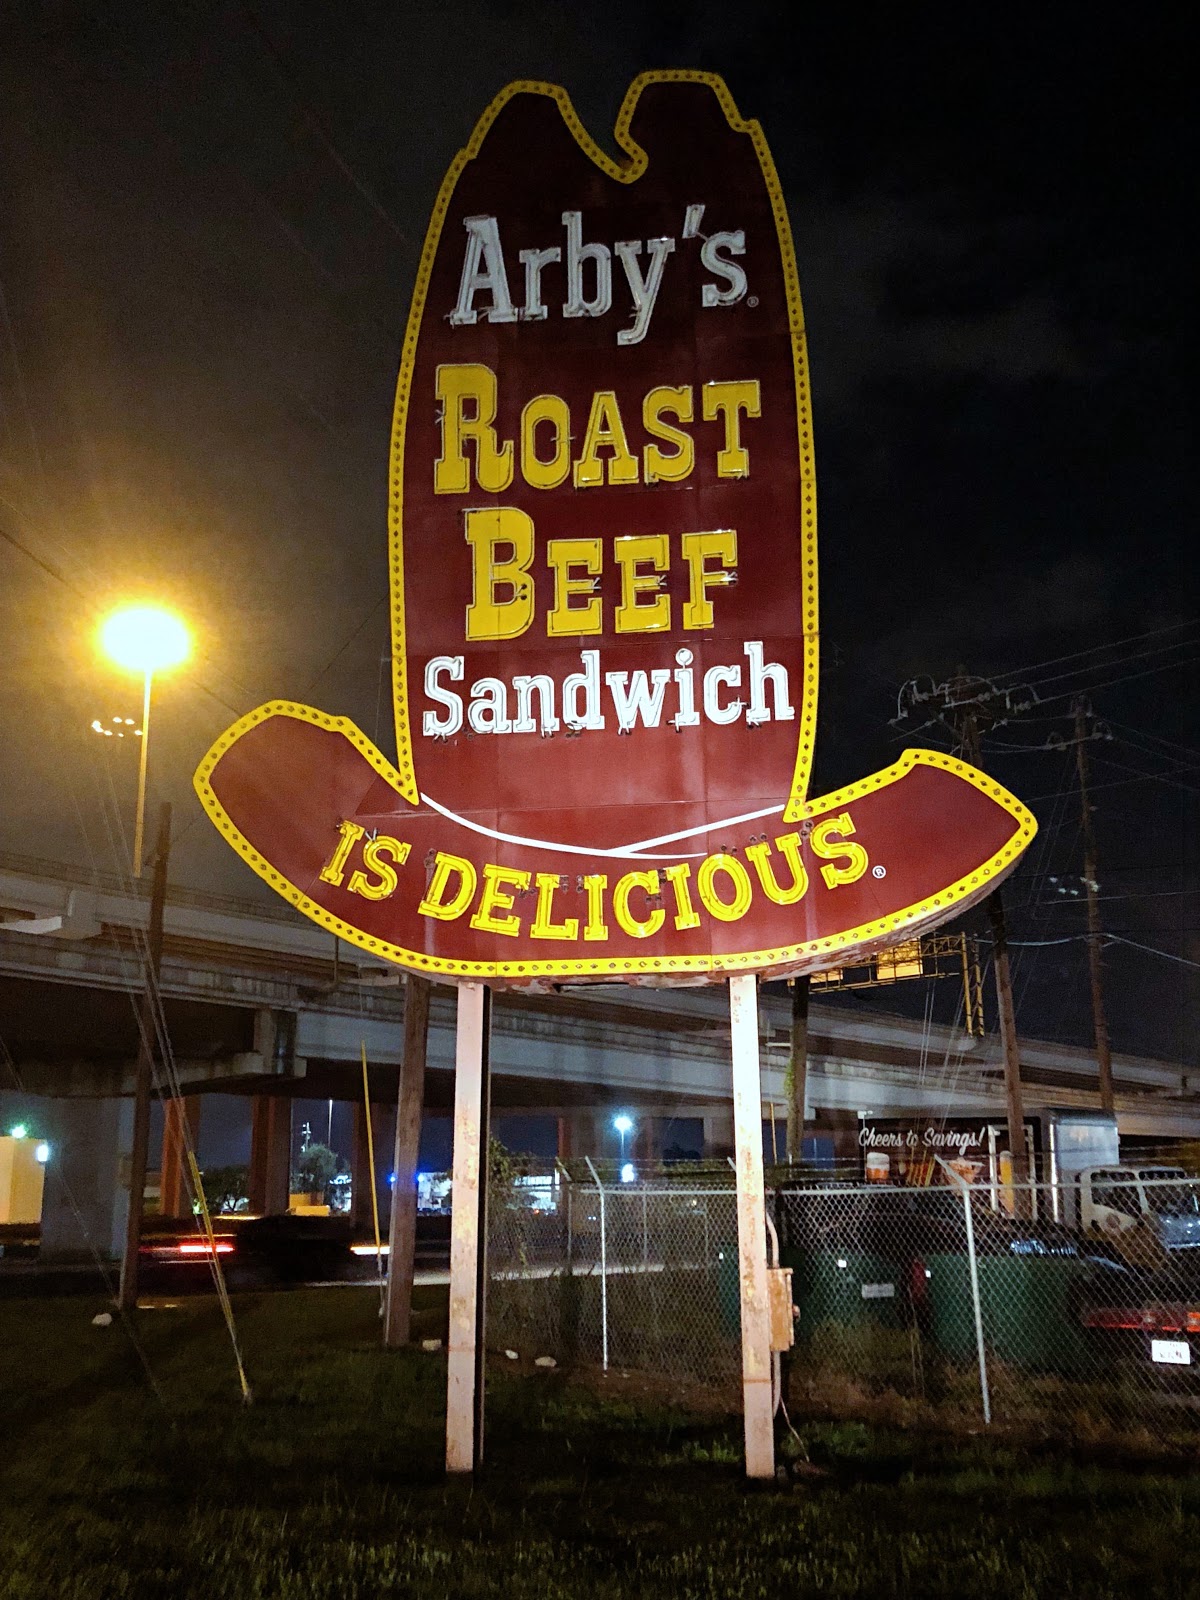 Arby's®
ROAST
BEEF
Sandwich
IS DELICIOUS®
Cheers to Savings!